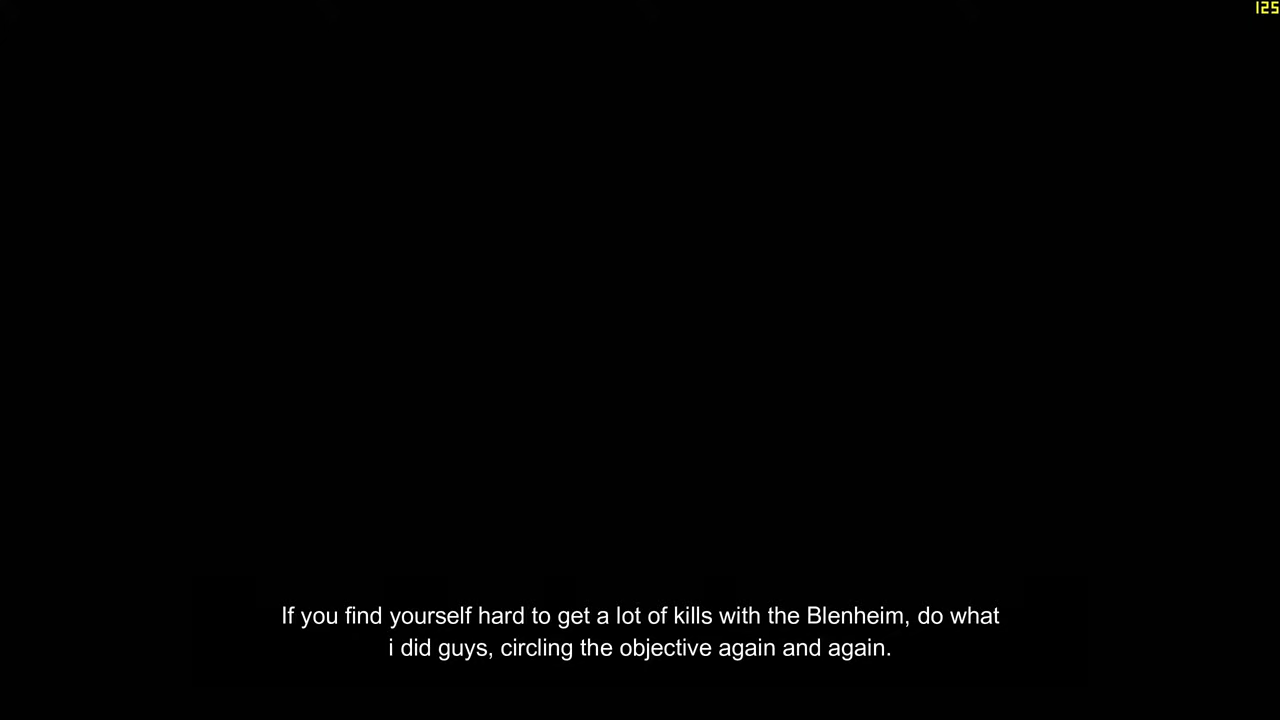 125
If you find yourself hard to get a lot of kills with the Blenheim, do what
i did guys, circling the objective again and again.